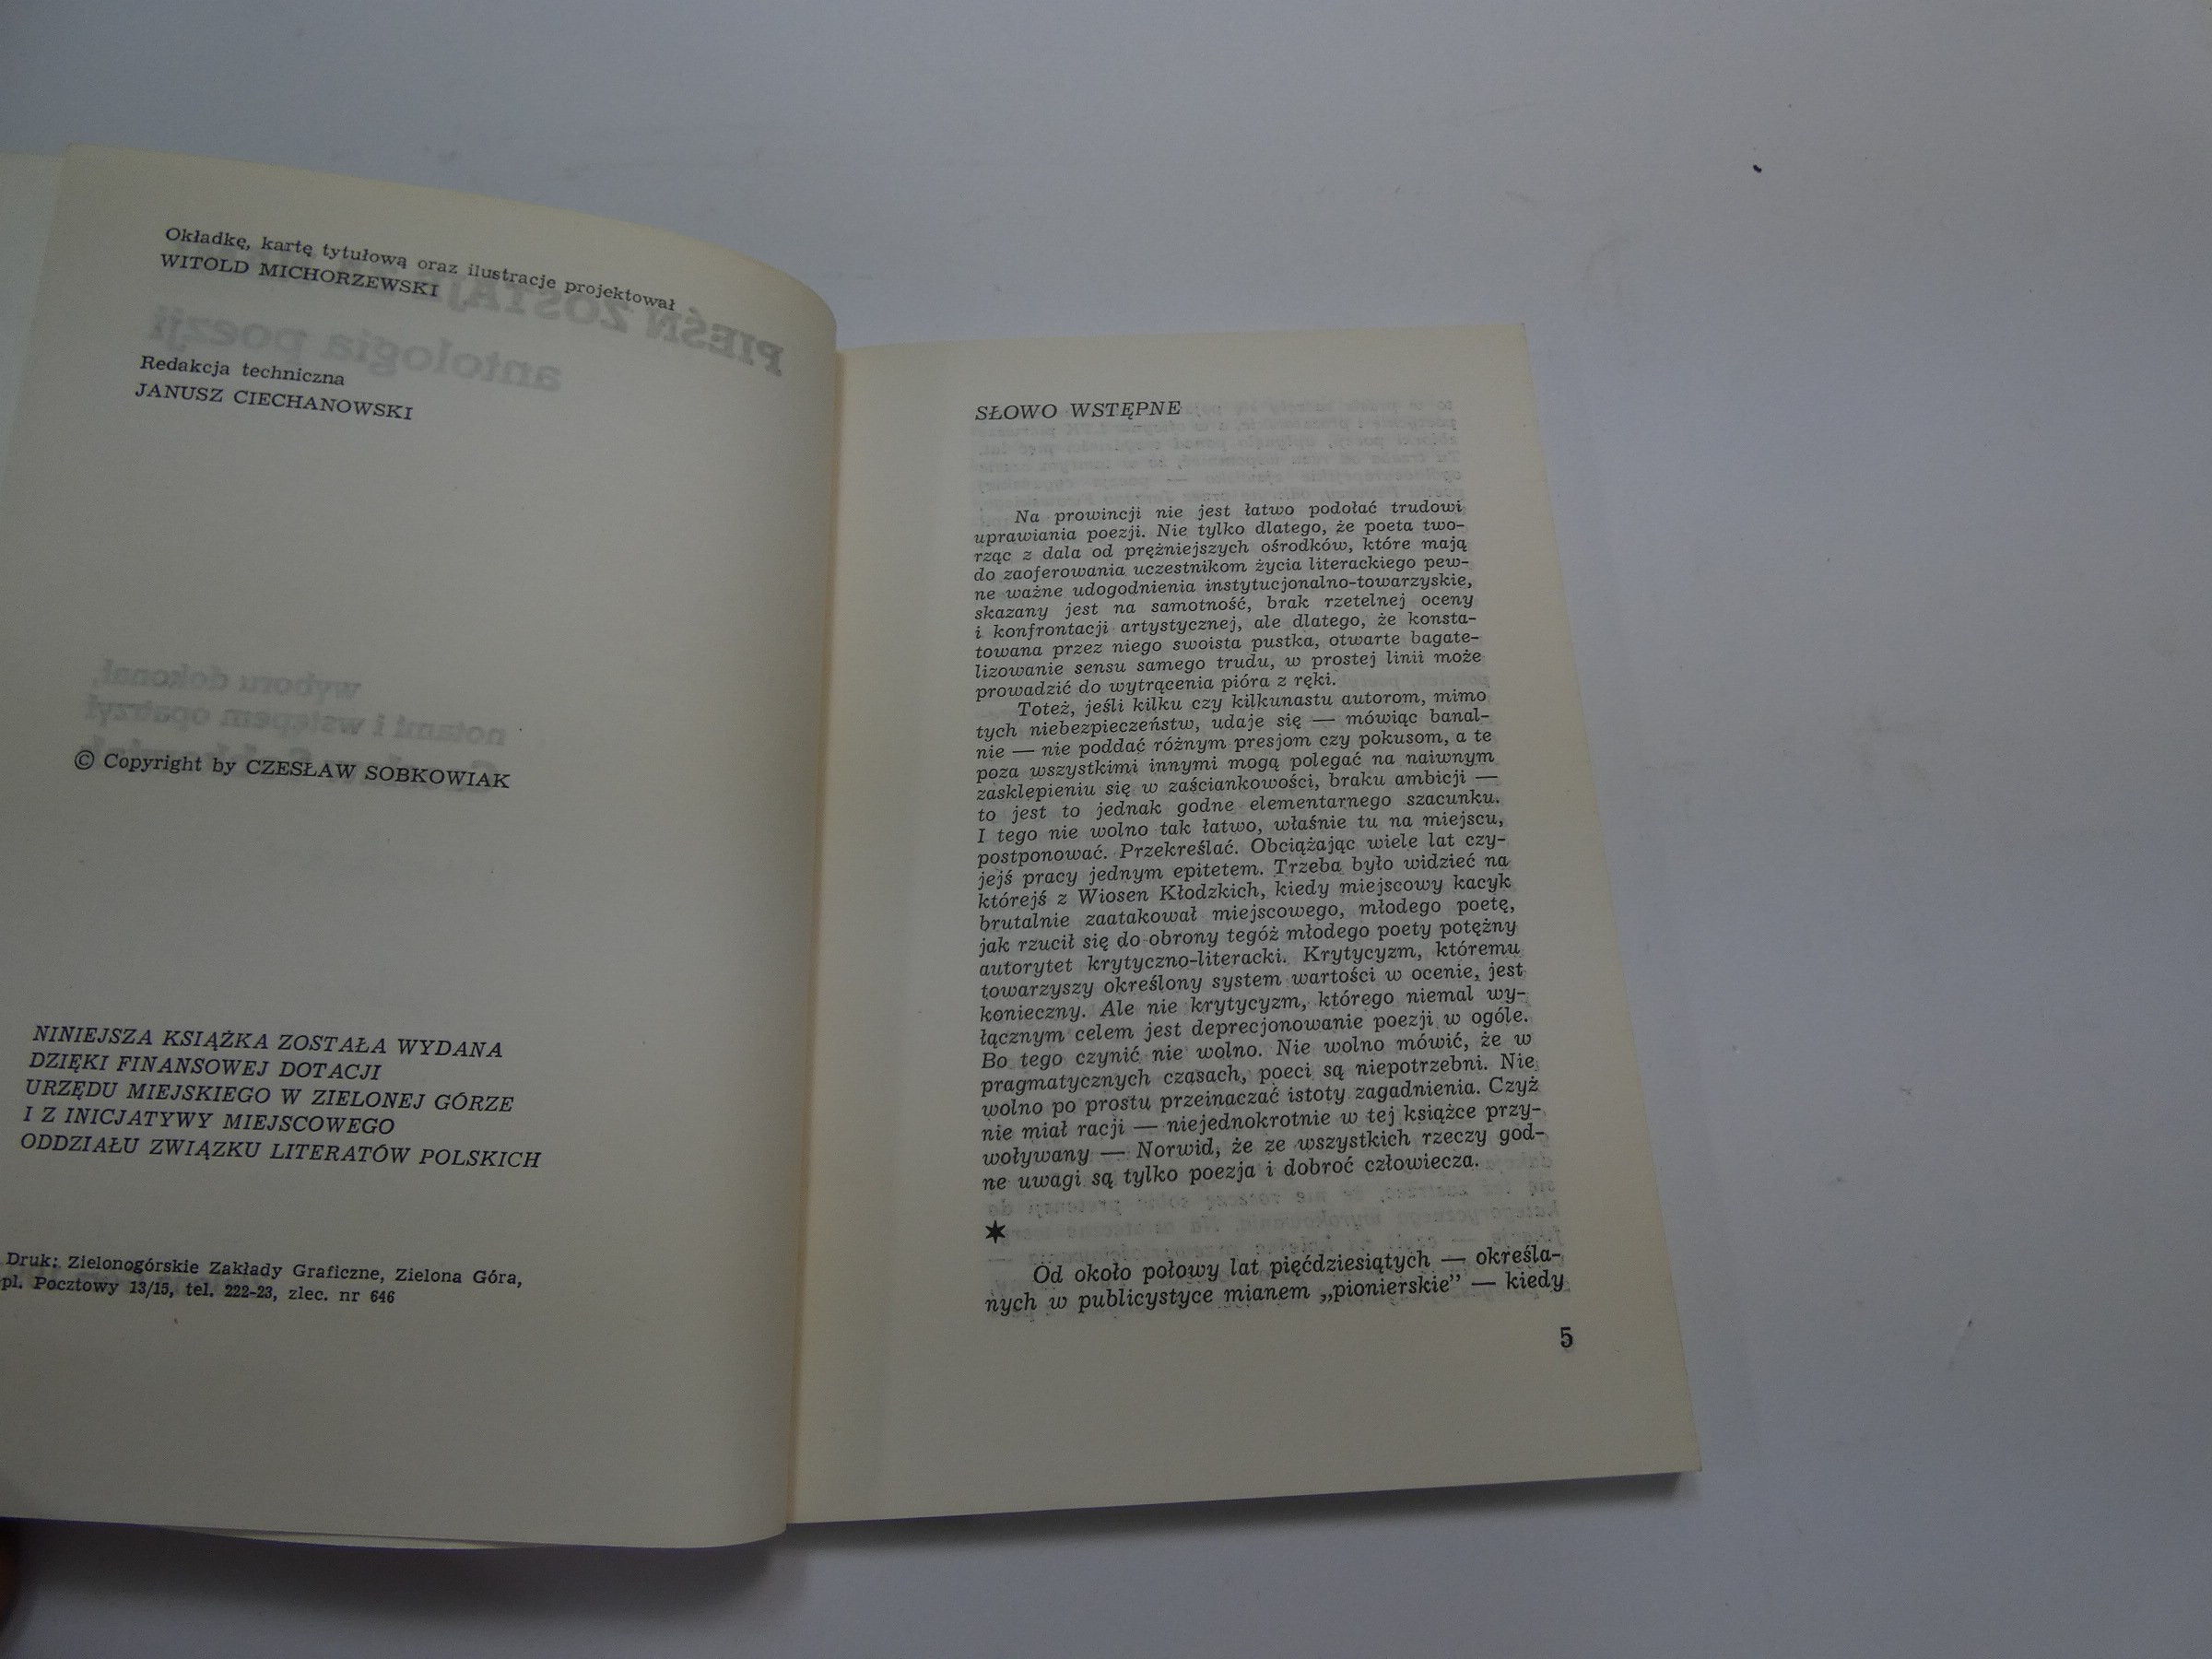 Okładkę, kartę tytułową oraz ilustracje projektował
WITOLD MICHORZEWSKI
Redakcja techniczna
JANUSZ CIECHANOWSKI
© Copyright by CZESŁAW SOBKOWIAK
NINIEJSZA KSIĄŻKA ZOSTAŁA WYDANA
DZIĘKI FINANSOWEJ DOTACJI
URZĘDU MIEJSKIEGO W ZIELONEJ GÓRZE
I Z INICJATYWY MIEJSCOWEGO
ODDZIAŁU ZWIĄZKU LITERATÓW POLSKICH
Druk: Zielonogórskie Zakłady Graficzne, Zielona Góra,
pl. Pocztowy 13/15, tel. 222-23, zlec. nr 646
SŁOWO WSTĘPNE
Na prowincji nie jest łatwo podołać trudowi
uprawiania poezji. Nie tylko dlatego, że poeta two-
rząc z dala od prężniejszych ośrodków, które mają
do zaoferowania uczestnikom życia literackiego pew-
ne ważne udogodnienia instytucjonalno-towarzyskie,
skazany jest na samotność, brak rzetelnej oceny
i konfrontacji artystycznej, ale dlatego, że konsta-
towana przez niego swoista pustka, otwarte bagate-
lizowanie sensu samego trudu, w prostej linii może
prowadzić do wytrącenia pióra z ręki.
Toteż, jeśli kilku czy kilkunastu autorom, mimo
tych niebezpieczeństw, udaje się — mówiąc banal-
nie — nie poddać różnym presjom czy pokusom, a te
poza wszystkimi innymi mogą polegać na naiwnym
zasklepieniu się w zaściankowości, braku ambicji —
to jest to jednak godne elementarnego szacunku.
I tego nie wolno tak łatwo, właśnie tu na miejscu,
postponować. Przekreślać. Obciążając wiele lat czy-
jejś pracy jednym epitetem. Trzeba było widzieć na
którejś z Wiosen Kłodzkich, kiedy miejscowy kacyk
brutalnie zaatakował miejscowego, młodego poetę,
jak rzucił się do obrony tegóż młodego poety potężny
autorytet krytyczno-literacki. Krytycyzm, któremu
towarzyszy określony system wartości w ocenie, jest
konieczny. Ale nie krytycyzm, którego niemal wy-
łącznym celem jest deprecjonowanie poezji w ogóle.
Bo tego czynić nie wolno. Nie wolno mówić, że w
pragmatycznych czasach, poeci są niepotrzebni. Nie
wolno po prostu przeinaczać istoty zagadnienia. Czyż
nie miał racji — niejednokrotnie w tej książce przy-
woływany — Norwid, że ze wszystkich rzeczy god-
ne uwagi są tylko poezja i dobroć człowiecza.
✶
Od około połowy lat pięćdziesiątych — określa-
nych w publicystyce mianem „pionierskie” — kiedy
5